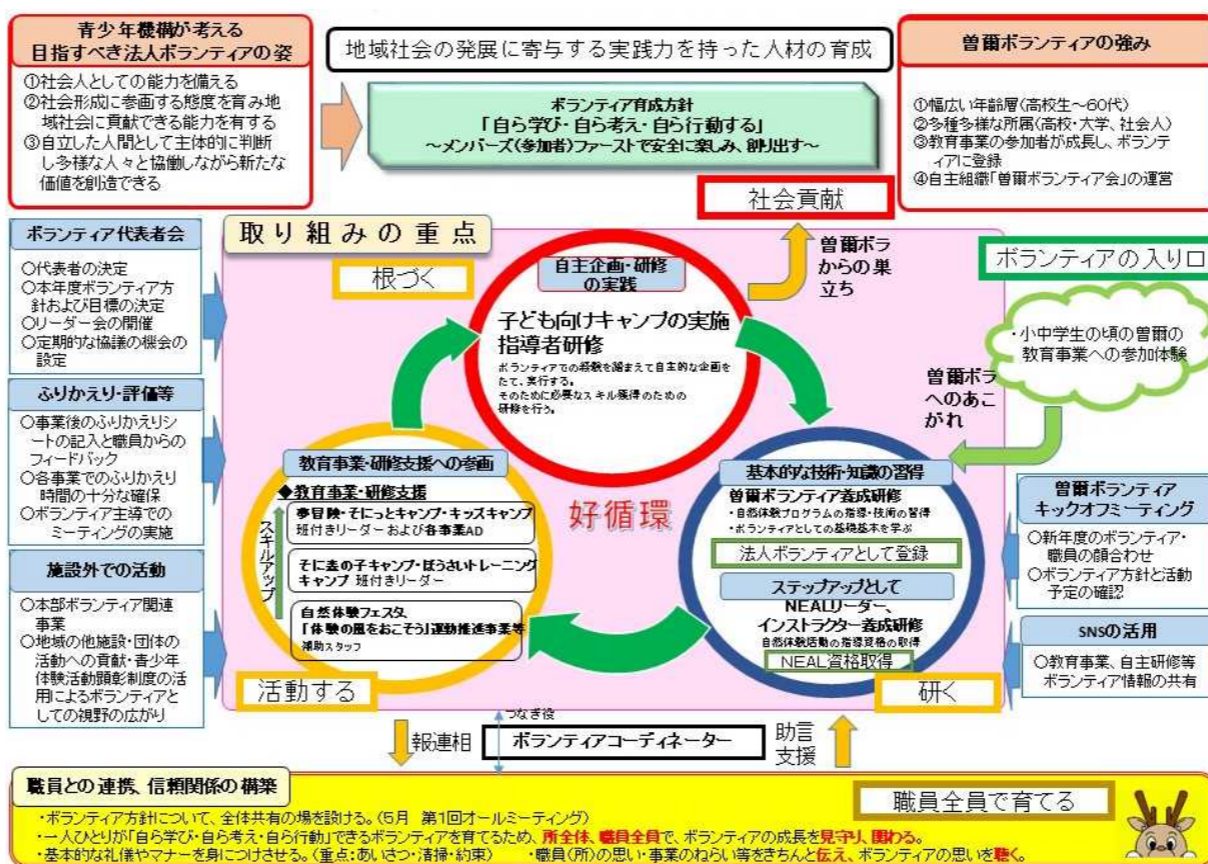 青少年機構が考える
目指すべき法人ボランティアの姿
①社会人としての能力を備える
②社会形成に参画する態度を育み地
域社会に貢献できる能力を有する
③自立した人間として主体的に判断
し多様な人々と協働しながら新たな
価値を創造できる
地域社会の発展に寄与する実践力を持った人材の育成
ボランティア育成方針
「自ら学び・自ら考え・自ら行動する」
～メンバーズ(参加者)ファーストで安全に楽しみ、創り出す～
曽爾ボランティアの強み
①幅広い年齢層(高校生～60代)
②多種多様な所属(高校・大学、社会人)
③教育事業の参加者が成長し、ボランテ
ィアに登録
④自主組織「曽爾ボランティア会」の運営
社会貢献
取り組みの重点
ボランティア代表者会
○代表者の決定
○本年度ボランティア方
針および目標の決定
○リーダー会の開催
○定期的な協議の機会の
設定
ふりかえり・評価等
○事業後のふりかえりシ
ートの記入と職員からの
フィードバック
○各事業でのふりかえり
時間の十分な確保
○ボランティア主導での
ミーティングの実施
施設外での活動
○本部ボランティア関連
事業
○地域の他施設・団体の
活動への貢献・青少年
体験活動顕彰制度の活
用によるボランティアと
しての視野の広がり
根づく
自主企画・研修
の実践
子ども向けキャンプの実施
指導者研修
ボランティアでの経験を踏まえて自主的な企画を
たて、実行する。
そのために必要なスキル獲得のための
研修を行う。
曽爾ボラ
からの巣
立ち
ボランティアの入り口
・小中学生の頃の曽爾の
教育事業への参加体験
曽爾ボラ
へのあこ
がれ
好循環
教育事業・研修支援への参画
◆教育事業・研修支援
スキルアップ
夢冒険・そにっとキャンプ・キッズキャンプ
班付きリーダーおよび各事業AD
そに盃の子キャンプ・ぼうさいトレーニング
キャンプ 班付きリーダー
自然体験フェスタ、
「体験の風をおこそう」運動推進事業等
補助スタッフ
活動する
基本的な技術・知識の習得
曽爾ボランティア養成研修
・自然体験プログラムの指導・技術の習得
・ボランティアとしての基礎基本を学ぶ
法人ボランティアとして登録
ステップアップとして
NEALリーダー、
インストラクター養成研修
自然体験活動の指導資格の取得
NEAL資格取得
研く
曽爾ボランティア
キックオフミーティング
○新年度のボランティア・
職員の顔合わせ
○ボランティア方針と活動
予定の確認
SNSの活用
○教育事業、自主研修等
ボランティア情報の共有
報連相
つなぎ役
ボランティアコーディネーター
助言
支援
職員との連携、信頼関係の構築
職員全員で育てる
・ボランティア方針について、全体共有の場を設ける。(5月 第1回オールミーティング)
・一人ひとりが「自ら学び・自ら考え・自ら行動」できるボランティアを育てるため、所全体、職員全員で、ボランティアの成長を見守り、関わる。
・基本的な礼儀やマナーを身につけさせる。(重点:あいさつ・清掃・約束) ・職員(所)の思い・事業のねらい等をきちんと伝え、ボランティアの思いを聴く。